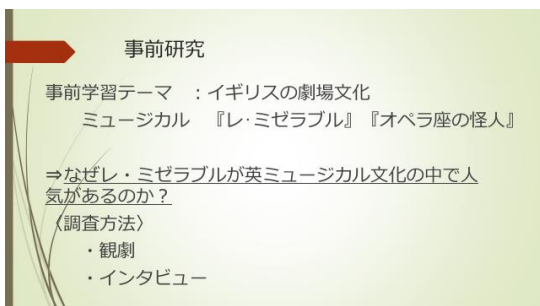 事前研究
事前学習テーマ ：イギリスの劇場文化
ミュージカル 『レ・ミゼラブル』『オペラ座の怪人』
⇒なぜレ・ミゼラブルが英ミュージカル文化の中で人
気があるのか？
〈調査方法〉
・観劇
・インタビュー